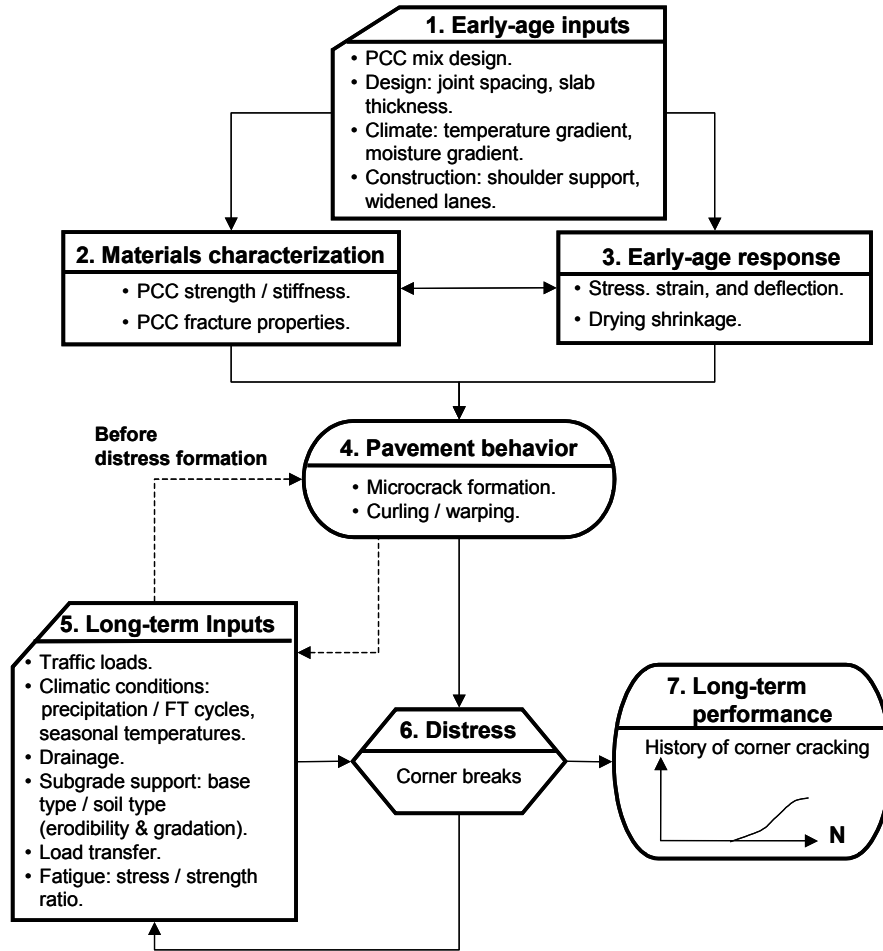 1. Early-age inputs
• PCC mix design.
• Design: joint spacing, slab
thickness.
• Climate: temperature gradient,
moisture gradient.
• Construction: shoulder support,
widened lanes.
2. Materials characterization
• PCC strength / stiffness.
• PCC fracture properties.
3. Early-age response
• Stress. strain, and deflection.
• Drying shrinkage.
Before
distress formation
4. Pavement behavior
• Microcrack formation.
• Curling / warping.
5. Long-term Inputs
• Traffic loads.
• Climatic conditions:
precipitation / FT cycles,
seasonal temperatures.
• Drainage.
• Subgrade support: base
type / soil type
(erodibility & gradation).
• Load transfer.
• Fatigue: stress / strength
ratio.
6. Distress
Corner breaks
7. Long-term
performance
History of corner cracking
N